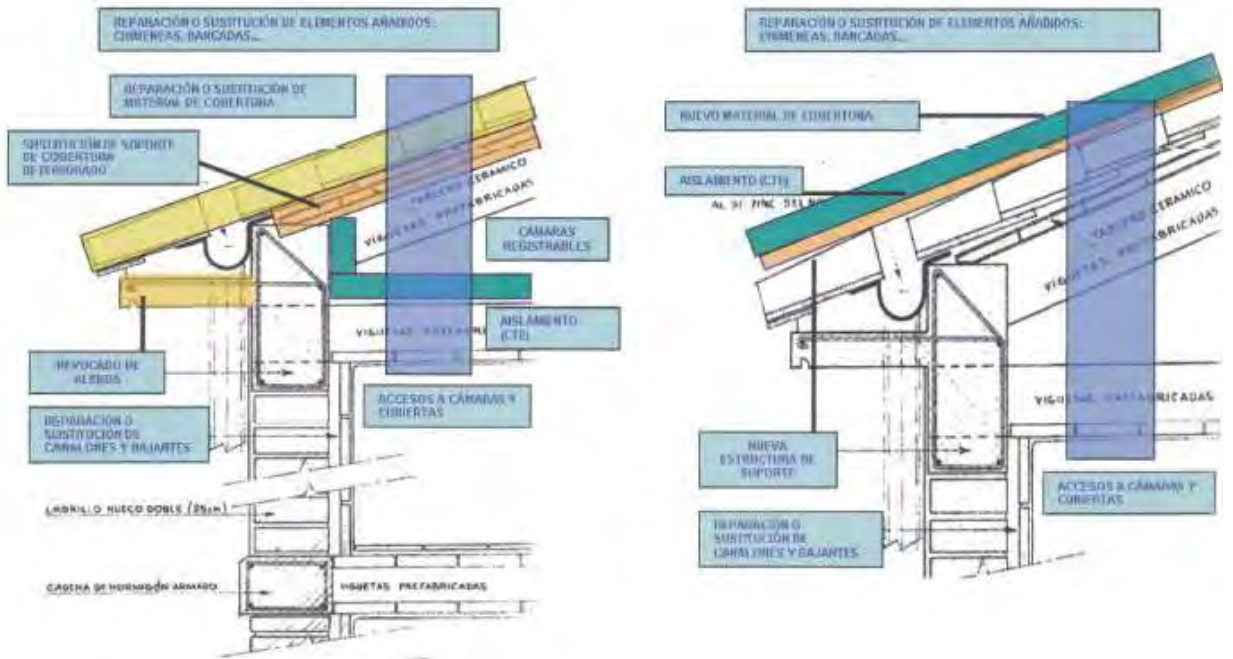 REPARACIÓN O SUSTITUCIÓN DE ELEMENTOS AÑADIDOS:
CHIMENEAS, BANCADAS...
REPARACIÓN O SUSTITUCIÓN DE
MATERIAL DE COBERTURA
SUSTITUCIÓN DE SOPORTE
DE COBERTURA
DETERIORADO
TABLERO CERAMICO
VIGUETAS PREFABRICADAS
CÁMARAS
REGISTRABLES
AISLAMIENTO
(CTE)
VIGUETAS
REVOCADO DE
ALEROS
ACCESOS A CÁMARAS Y
CUBIERTAS
REPARACIÓN O
SUSTITUCIÓN DE
CANALONES Y BAJANTES
LADRILLO HUECO DOBLE (25cm)
CADENA DE HORMIGÓN ARMADO
VIGUETAS PREFABRICADAS
REPARACIÓN O SUSTITUCIÓN DE ELEMENTOS AÑADIDOS:
CHIMENEAS, BANCADAS...
NUEVO MATERIAL DE COBERTURA
AISLAMIENTO (CTE)
TABLERO CERAMICO
VIGUETAS PREFABRICADAS
VIGUETAS PREFABRICADAS
NUEVA
ESTRUCTURA DE
SOPORTE
ACCESOS A CÁMARAS Y
CUBIERTAS
REPARACIÓN O
SUSTITUCIÓN DE
CANALONES Y BAJANTES